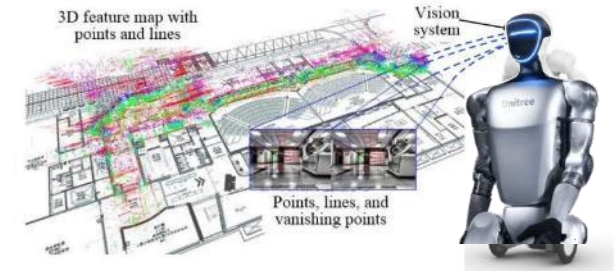 3D feature map with
points and lines
Vision
system
Unitree
Points, lines, and
vanishing points